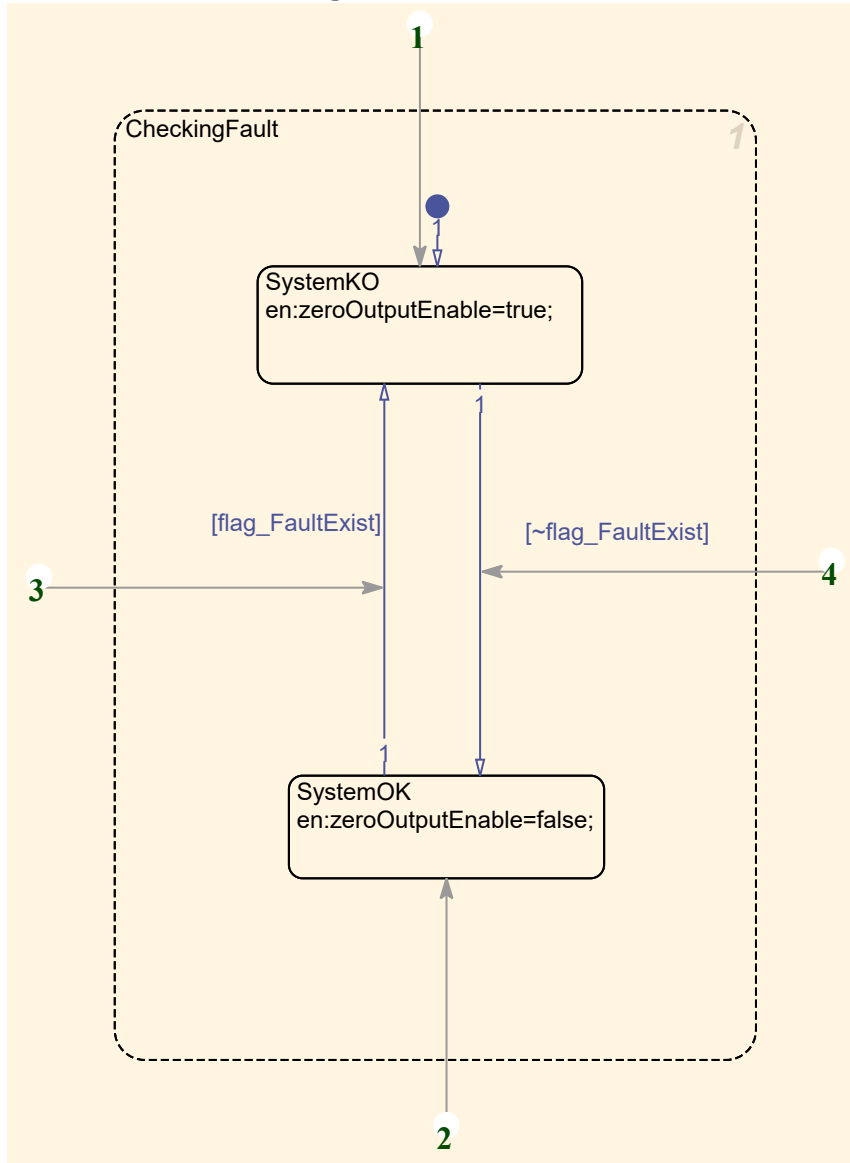 1
CheckingFault
1
1
SystemKO
en:zeroOutputEnable=true;
1
[flag_FaultExist]
[~flag_FaultExist]
3
4
1
SystemOK
en:zeroOutputEnable=false;
2